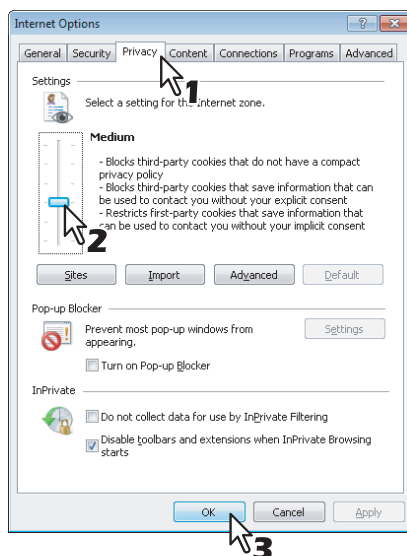 Internet Options
General Security Privacy Content Connections Programs Advanced
1
Settings
Select a setting for the Internet zone.
Medium
- Blocks third-party cookies that do not have a compact
privacy policy
- Blocks third-party cookies that save information that can
be used to contact you without your explicit consent
- Restricts first-party cookies that save information that
can be used to contact you without your implicit consent
2
Sites Import Advanced Default
Pop-up Blocker
Prevent most pop-up windows from
appearing.
Settings
Turn on Pop-up Blocker
InPrivate
Do not collect data for use by InPrivate Filtering
Disable toolbars and extensions when InPrivate Browsing
starts
OK Cancel Apply
3